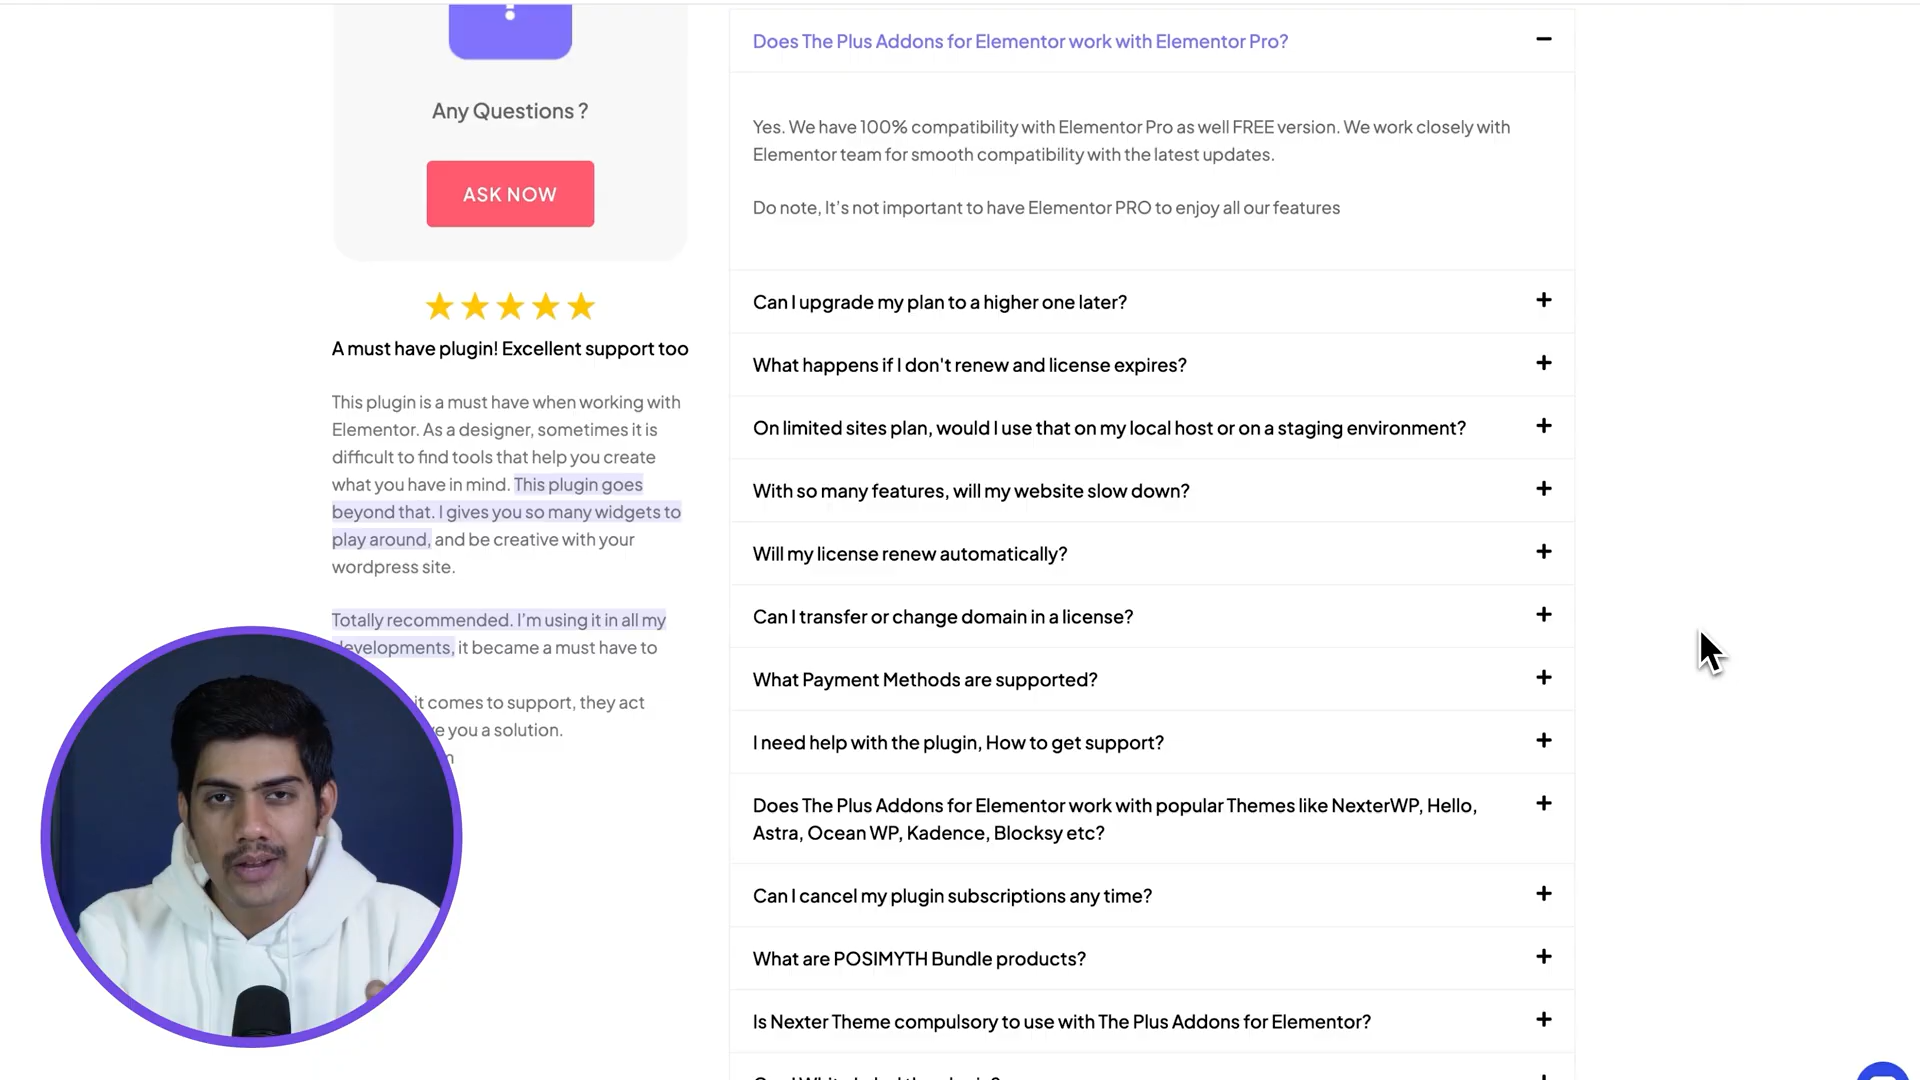 Any Questions ?
ASK NOW
A must have plugin! Excellent support too
This plugin is a must have when working with
Elementor. As a designer, sometimes it is
difficult to find tools that help you create
what you have in mind. This plugin goes
beyond that. I gives you so many widgets to
play around, and be creative with your
wordpress site.
Totally recommended. I'm using it in all my
developments, it became a must have to
it comes to support, they act
you a solution.
Does The Plus Addons for Elementor work with Elementor Pro?
Yes. We have 100% compatibility with Elementor Pro as well FREE version. We work closely with
Elementor team for smooth compatibility with the latest updates.
Do note, It's not important to have Elementor PRO to enjoy all our features
Can I upgrade my plan to a higher one later?
What happens if I don't renew and license expires?
On limited sites plan, would I use that on my local host or on a staging environment?
With so many features, will my website slow down?
Will my license renew automatically?
Can I transfer or change domain in a license?
What Payment Methods are supported?
I need help with the plugin, How to get support?
Does The Plus Addons for Elementor work with popular Themes like NexterWP, Hello,
Astra, Ocean WP, Kadence, Blocksy etc?
Can I cancel my plugin subscriptions any time?
What are POSIMYTH Bundle products?
Is Nexter Theme compulsory to use with The Plus Addons for Elementor?